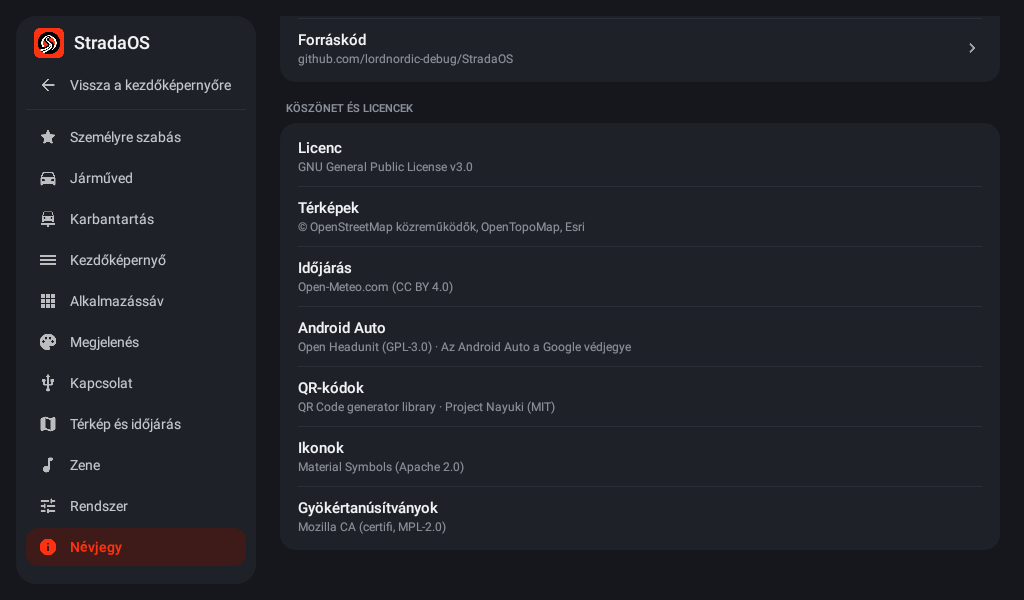 StradaOS
Vissza a kezdőképernyőre
Személyre szabás
Járműved
Karbantartás
Kezdőképernyő
Alkalmazássáv
Megjelenés
Kapcsolat
Térkép és időjárás
Zene
Rendszer
Névjegy
Forráskód
github.com/lordnordic-debug/StradaOS
KÖSZÖNET ÉS LICENCEK
Licenc
GNU General Public License v3.0
Térképek
© OpenStreetMap közreműködők, OpenTopoMap, Esri
Időjárás
Open-Meteo.com (CC BY 4.0)
Android Auto
Open Headunit (GPL-3.0) · Az Android Auto a Google védjegye
QR-kódok
QR Code generator library · Project Nayuki (MIT)
Ikonok
Material Symbols (Apache 2.0)
Gyökértanúsítványok
Mozilla CA (certifi, MPL-2.0)